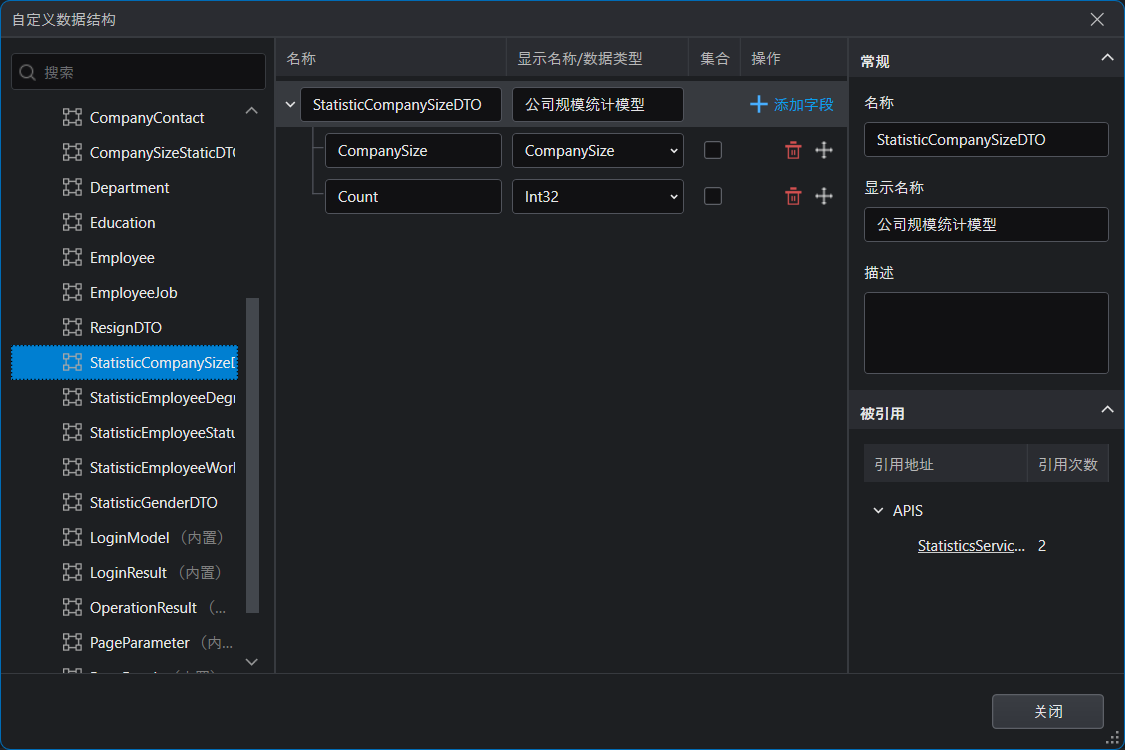 自定义数据结构
搜索
CompanyContact
CompanySizeStaticDT
Department
Education
Employee
EmployeeJob
ResignDTO
StatisticCompanySize
StatisticEmployeeDeg
StatisticEmployeeStatu
StatisticEmployeeWor
StatisticGenderDTO
LoginModel （内置）
LoginResult （内置）
OperationResult （...
PageParameter （内...
名称 显示名称/数据类型 集合 操作
StatisticCompanySizeDTO 公司规模统计模型 添加字段
CompanySize CompanySize
Count Int32
常规
名称
StatisticCompanySizeDTO
显示名称
公司规模统计模型
描述
被引用
引用地址 引用次数
APIS
StatisticsServic... 2
关闭